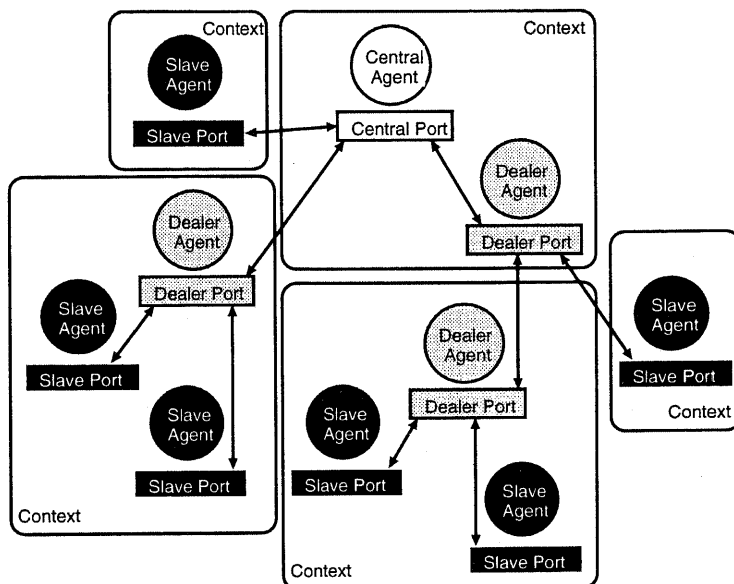 Context
Slave
Agent
Slave Port
Context
Central
Agent
Central Port
Dealer
Agent
Dealer Port
Dealer
Agent
Dealer Port
Slave
Agent
Slave Port
Slave
Agent
Slave Port
Context
Dealer
Agent
Dealer Port
Slave
Agent
Slave Port
Slave
Agent
Slave Port
Context
Slave
Agent
Slave Port
Context